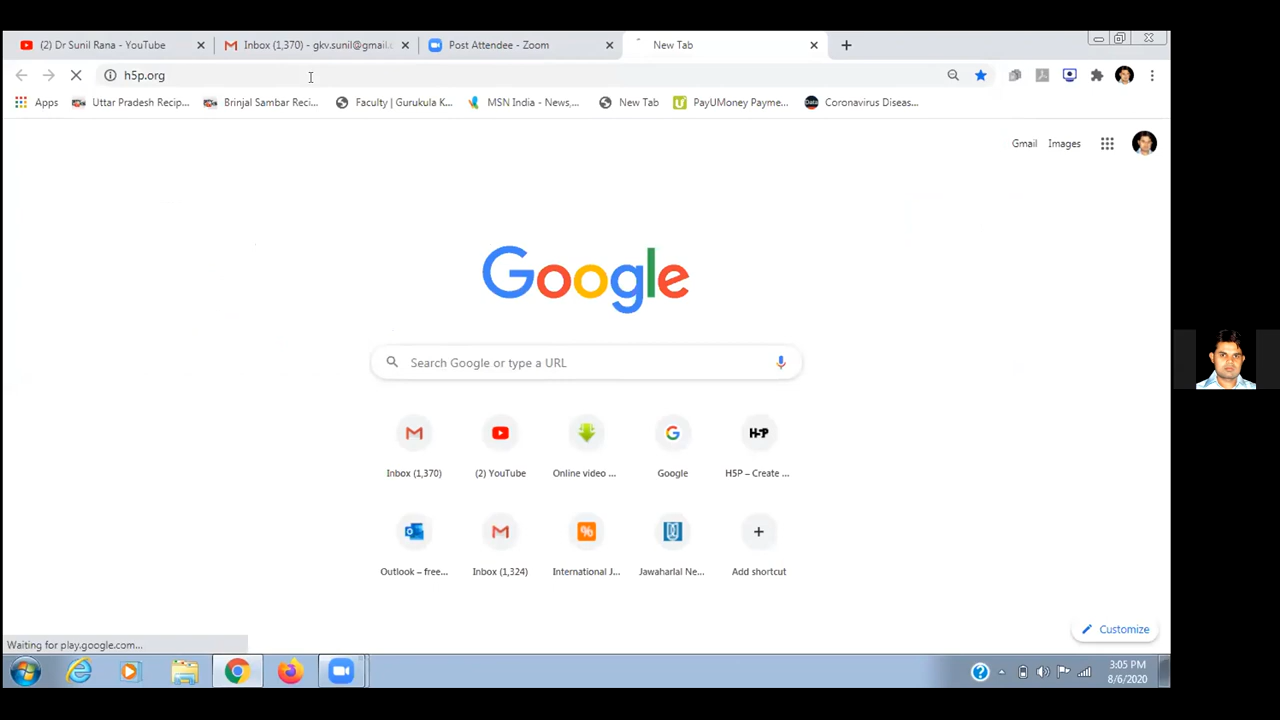 (2) Dr Sunil Rana - YouTube
Inbox (1,370) - gkv.sunil@gmail.c
Post Attendee - Zoom
New Tab
h5p.org
Apps
Uttar Pradesh Recip...
Brinjal Sambar Reci...
Faculty | Gurukula K...
MSN India - News,...
New Tab
PayUMoney Payme...
Coronavirus Diseas...
Gmail
Images
Google
Search Google or type a URL
H5P
Inbox (1,370)
(2) YouTube
Online video ...
Google
H5P – Create ...
Outlook – free...
Inbox (1,324)
International J...
Jawaharlal Ne...
Add shortcut
Customize
Waiting for play.google.com...
3:05 PM
8/6/2020